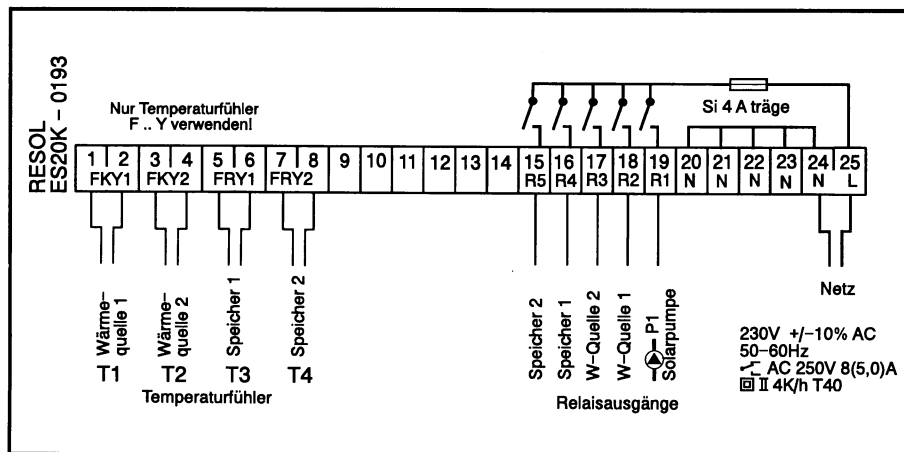 RESOL
ES20K – 0193
Nur Temperaturfühler
F .. Y verwenden!
Si 4 A träge
1 2 3 4 5 6 7 8 9 10 11 12 13 14 15 16 17 18 19 20 21 22 23 24 25
FKY1 FKY2 FRY1 FRY2 R5 R4 R3 R2 R1 N N N N N L
Wärme–
quelle 1
T1
Wärme–
quelle 2
T2
Speicher 1
T3
Speicher 2
T4
Temperaturfühler
Speicher 2
Speicher 1
W–Quelle 2
W–Quelle 1
P1
Solarpumpe
Relaisausgänge
Netz
230V +/–10% AC
50–60Hz
AC 250V 8(5,0)A
II 4K/h T40